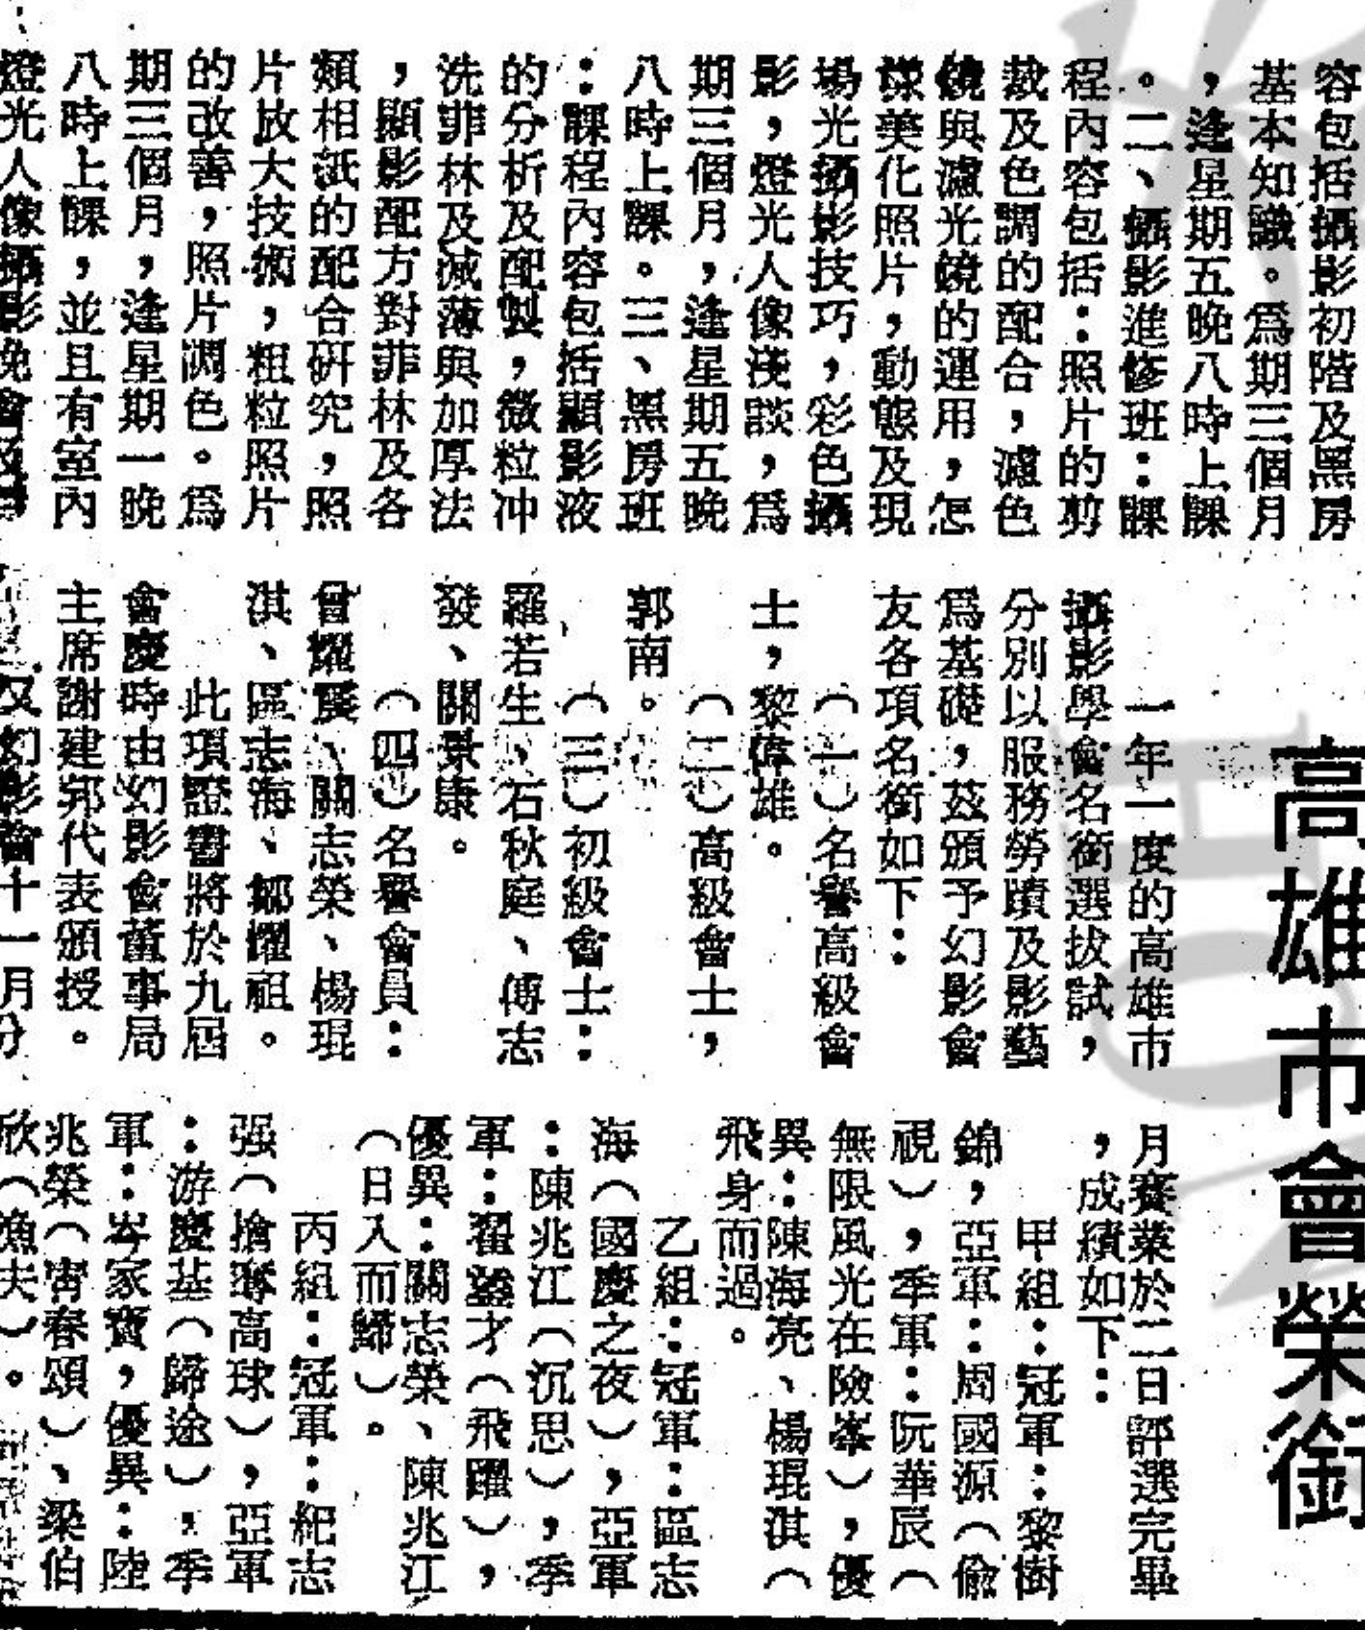 容包括攝影初階及黑房
基本知識。為期三個月
，逢星期五晚八時上課
。二、攝影進修班：課
程內容包括：照片的剪
裁及色調的配合，濾色
鏡與濾光鏡的運用，怎
樣美化照片，動態及現
場光攝影技巧，彩色攝
影，燈光人像淺談，為
期三個月，逢星期五晚
八時上課。三、黑房班
：課程內容包括顯影液
的分析及配製，微粒冲
洗菲林及減薄與加厚法
，顯影配方對菲林及各
類相紙的配合研究，照
片放大技術，粗粒照片
的改善，照片調色。為
期三個月，逢星期一晚
八時上課，並且有室內
燈光人像攝影晚會
高雄市會榮銜
一年一度的高雄市
攝影學會名銜選拔試，
分別以服務勞蹟及影藝
為基礎，茲頒予幻影會
友各項名銜如下：
（一）名譽高級會
士，黎偉雄。
（二）高級會士，
郭南。
（三）初級會士：
羅若生、石秋庭、傅志
發、關景康。
（四）名譽會員：
曾耀震、關志榮、楊琨
淇、區志海、鄒耀祖。
此項證書將於九屆
會慶時由幻影會董事局
主席謝建郛代表頒授。
又幻影會十一月分
月賽業於二日評選完畢
，成績如下：
甲組：冠軍：黎樹
錦，亞軍：周國源（偷
視），季軍：阮華辰（
無限風光在險峯），優
異：陳海亮、楊琨淇（
飛身而過。
乙組：冠軍：區志
海（國慶之夜），亞軍
：陳兆江（沉思），季
軍：翟鑑才（飛躍），
優異：關志榮、陳兆江
（日入而歸）。
丙組：冠軍：紀志
强（搶奪高球），亞軍
：游慶基（歸途），季
軍：岑家寶，優異：陸
兆榮（青春頌）、梁伯
欣（漁夫）。